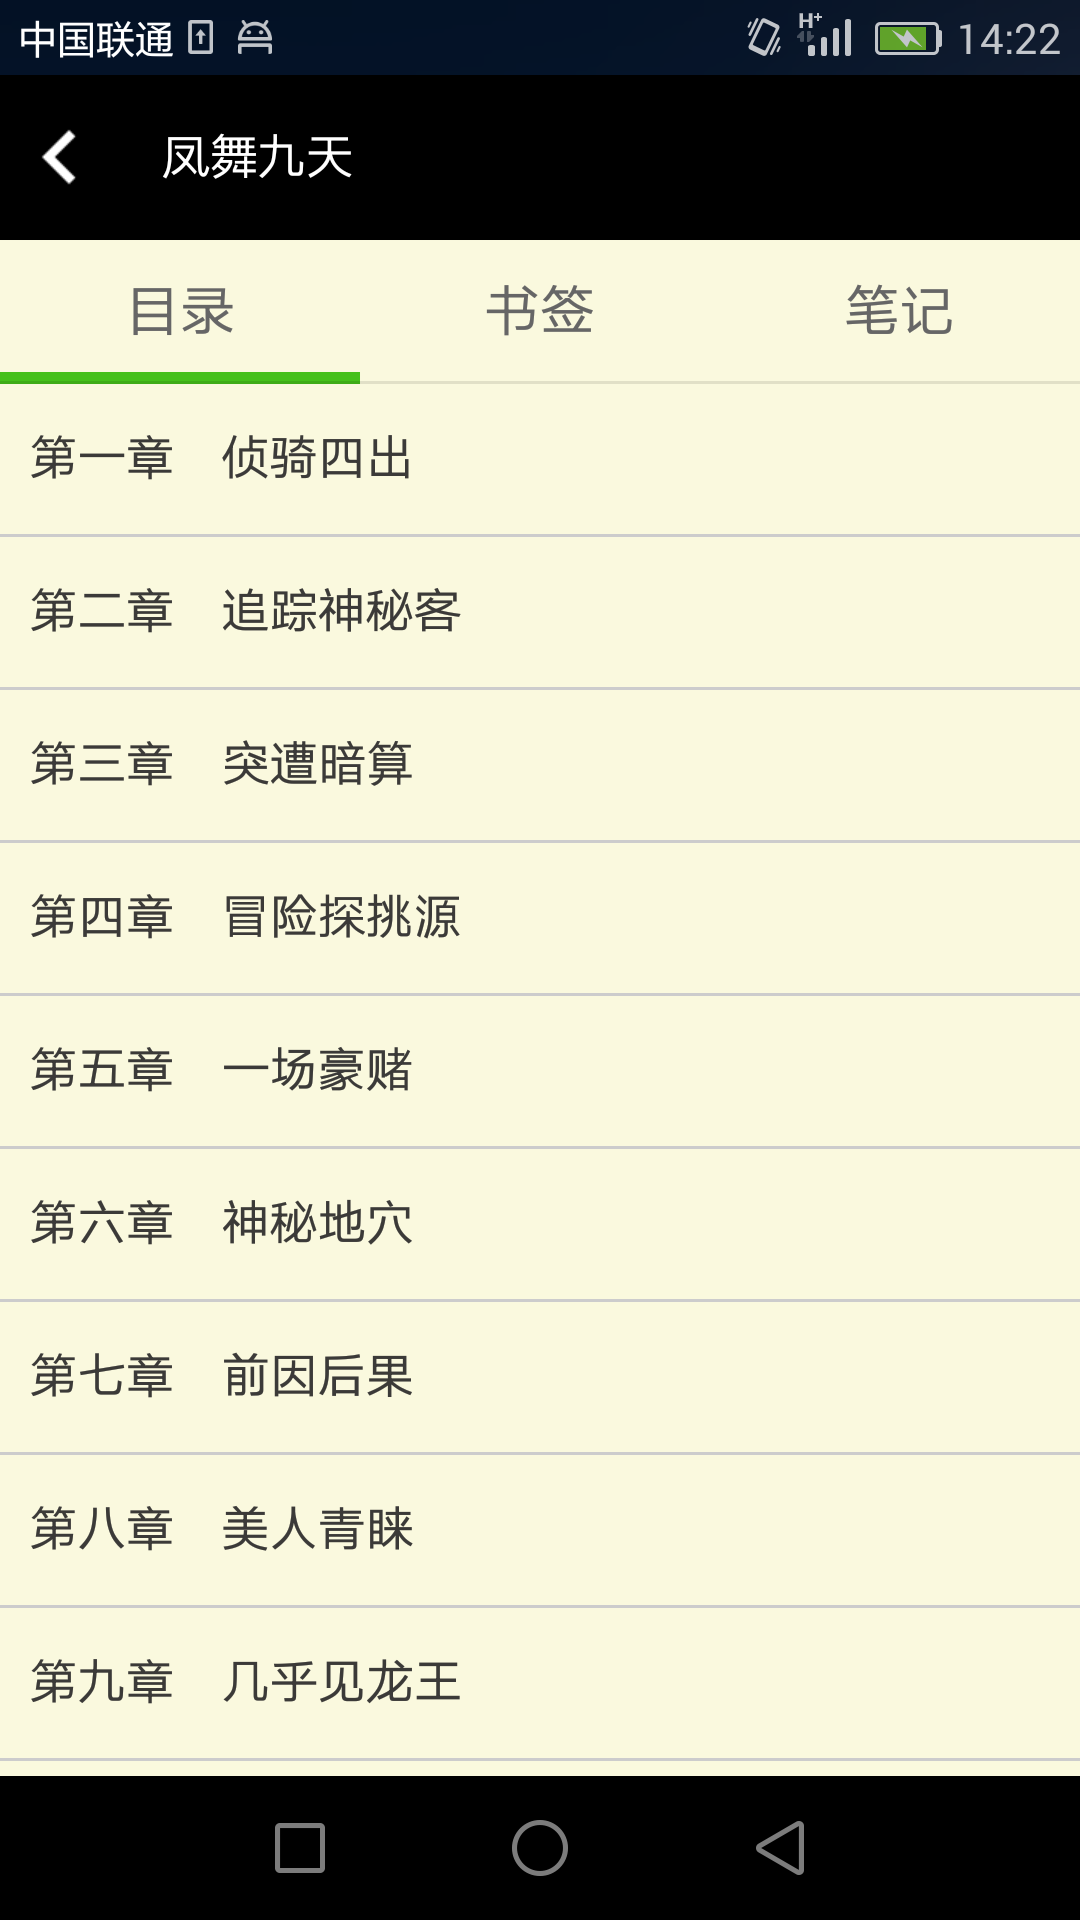 中国联通 H+ 14:22
凤舞九天
目录 书签 笔记
第一章 侦骑四出
第二章 追踪神秘客
第三章 突遭暗算
第四章 冒险探挑源
第五章 一场豪赌
第六章 神秘地穴
第七章 前因后果
第八章 美人青睐
第九章 几乎见龙王